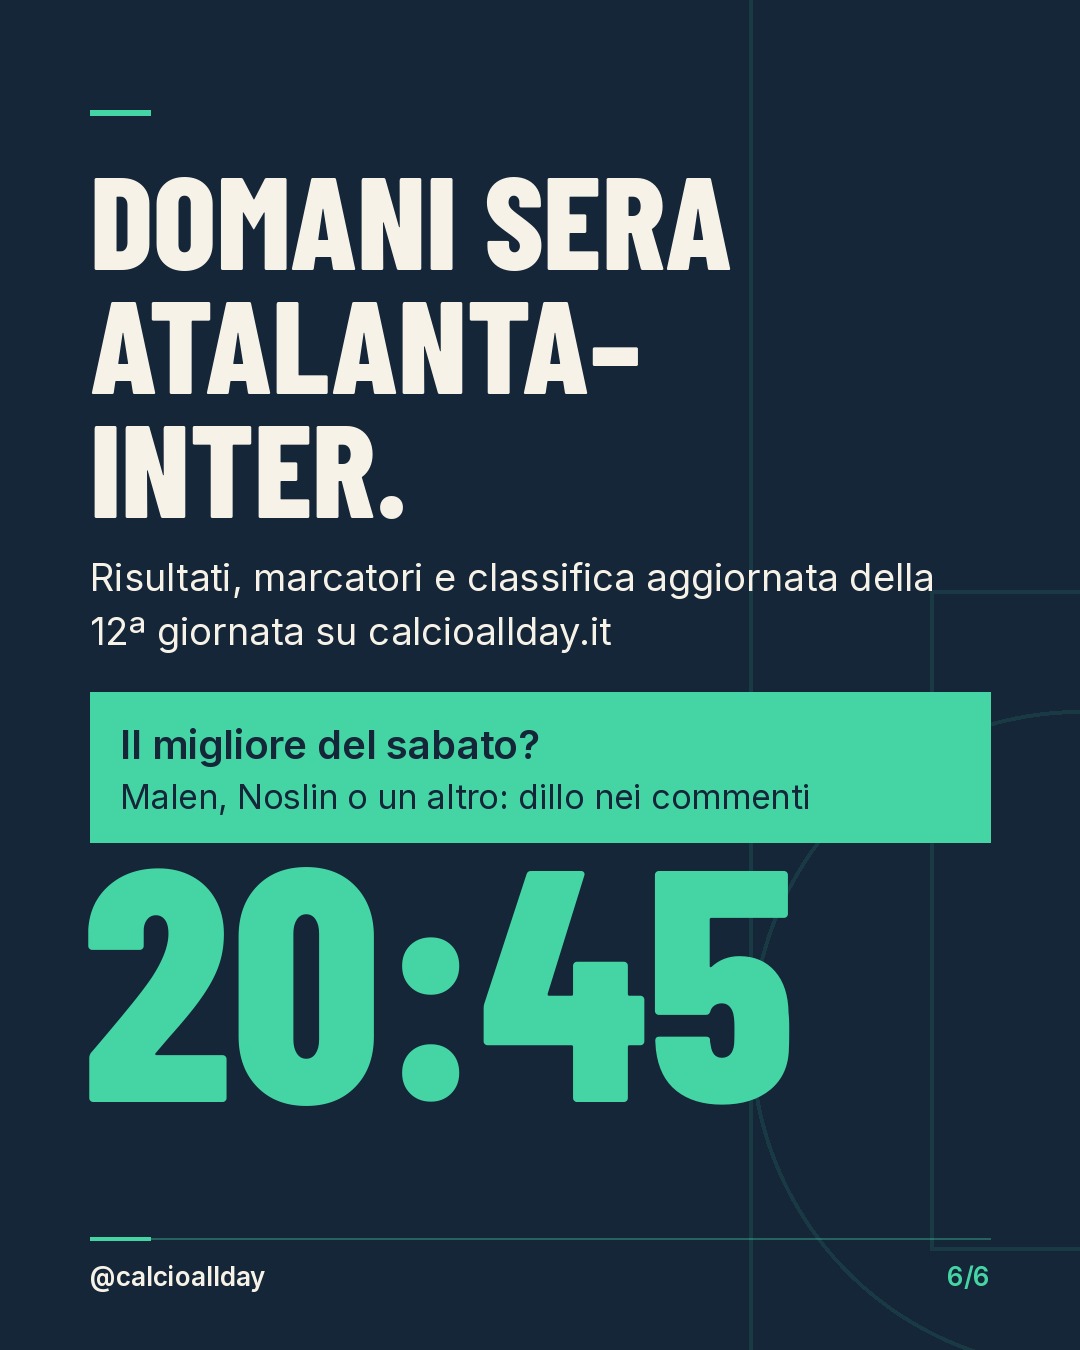 DOMANI SERA
ATALANTA–
INTER.
Risultati, marcatori e classifica aggiornata della
12ª giornata su calcioallday.it
Il migliore del sabato?
Malen, Noslin o un altro: dillo nei commenti
20:45
@calcioallday
6/6